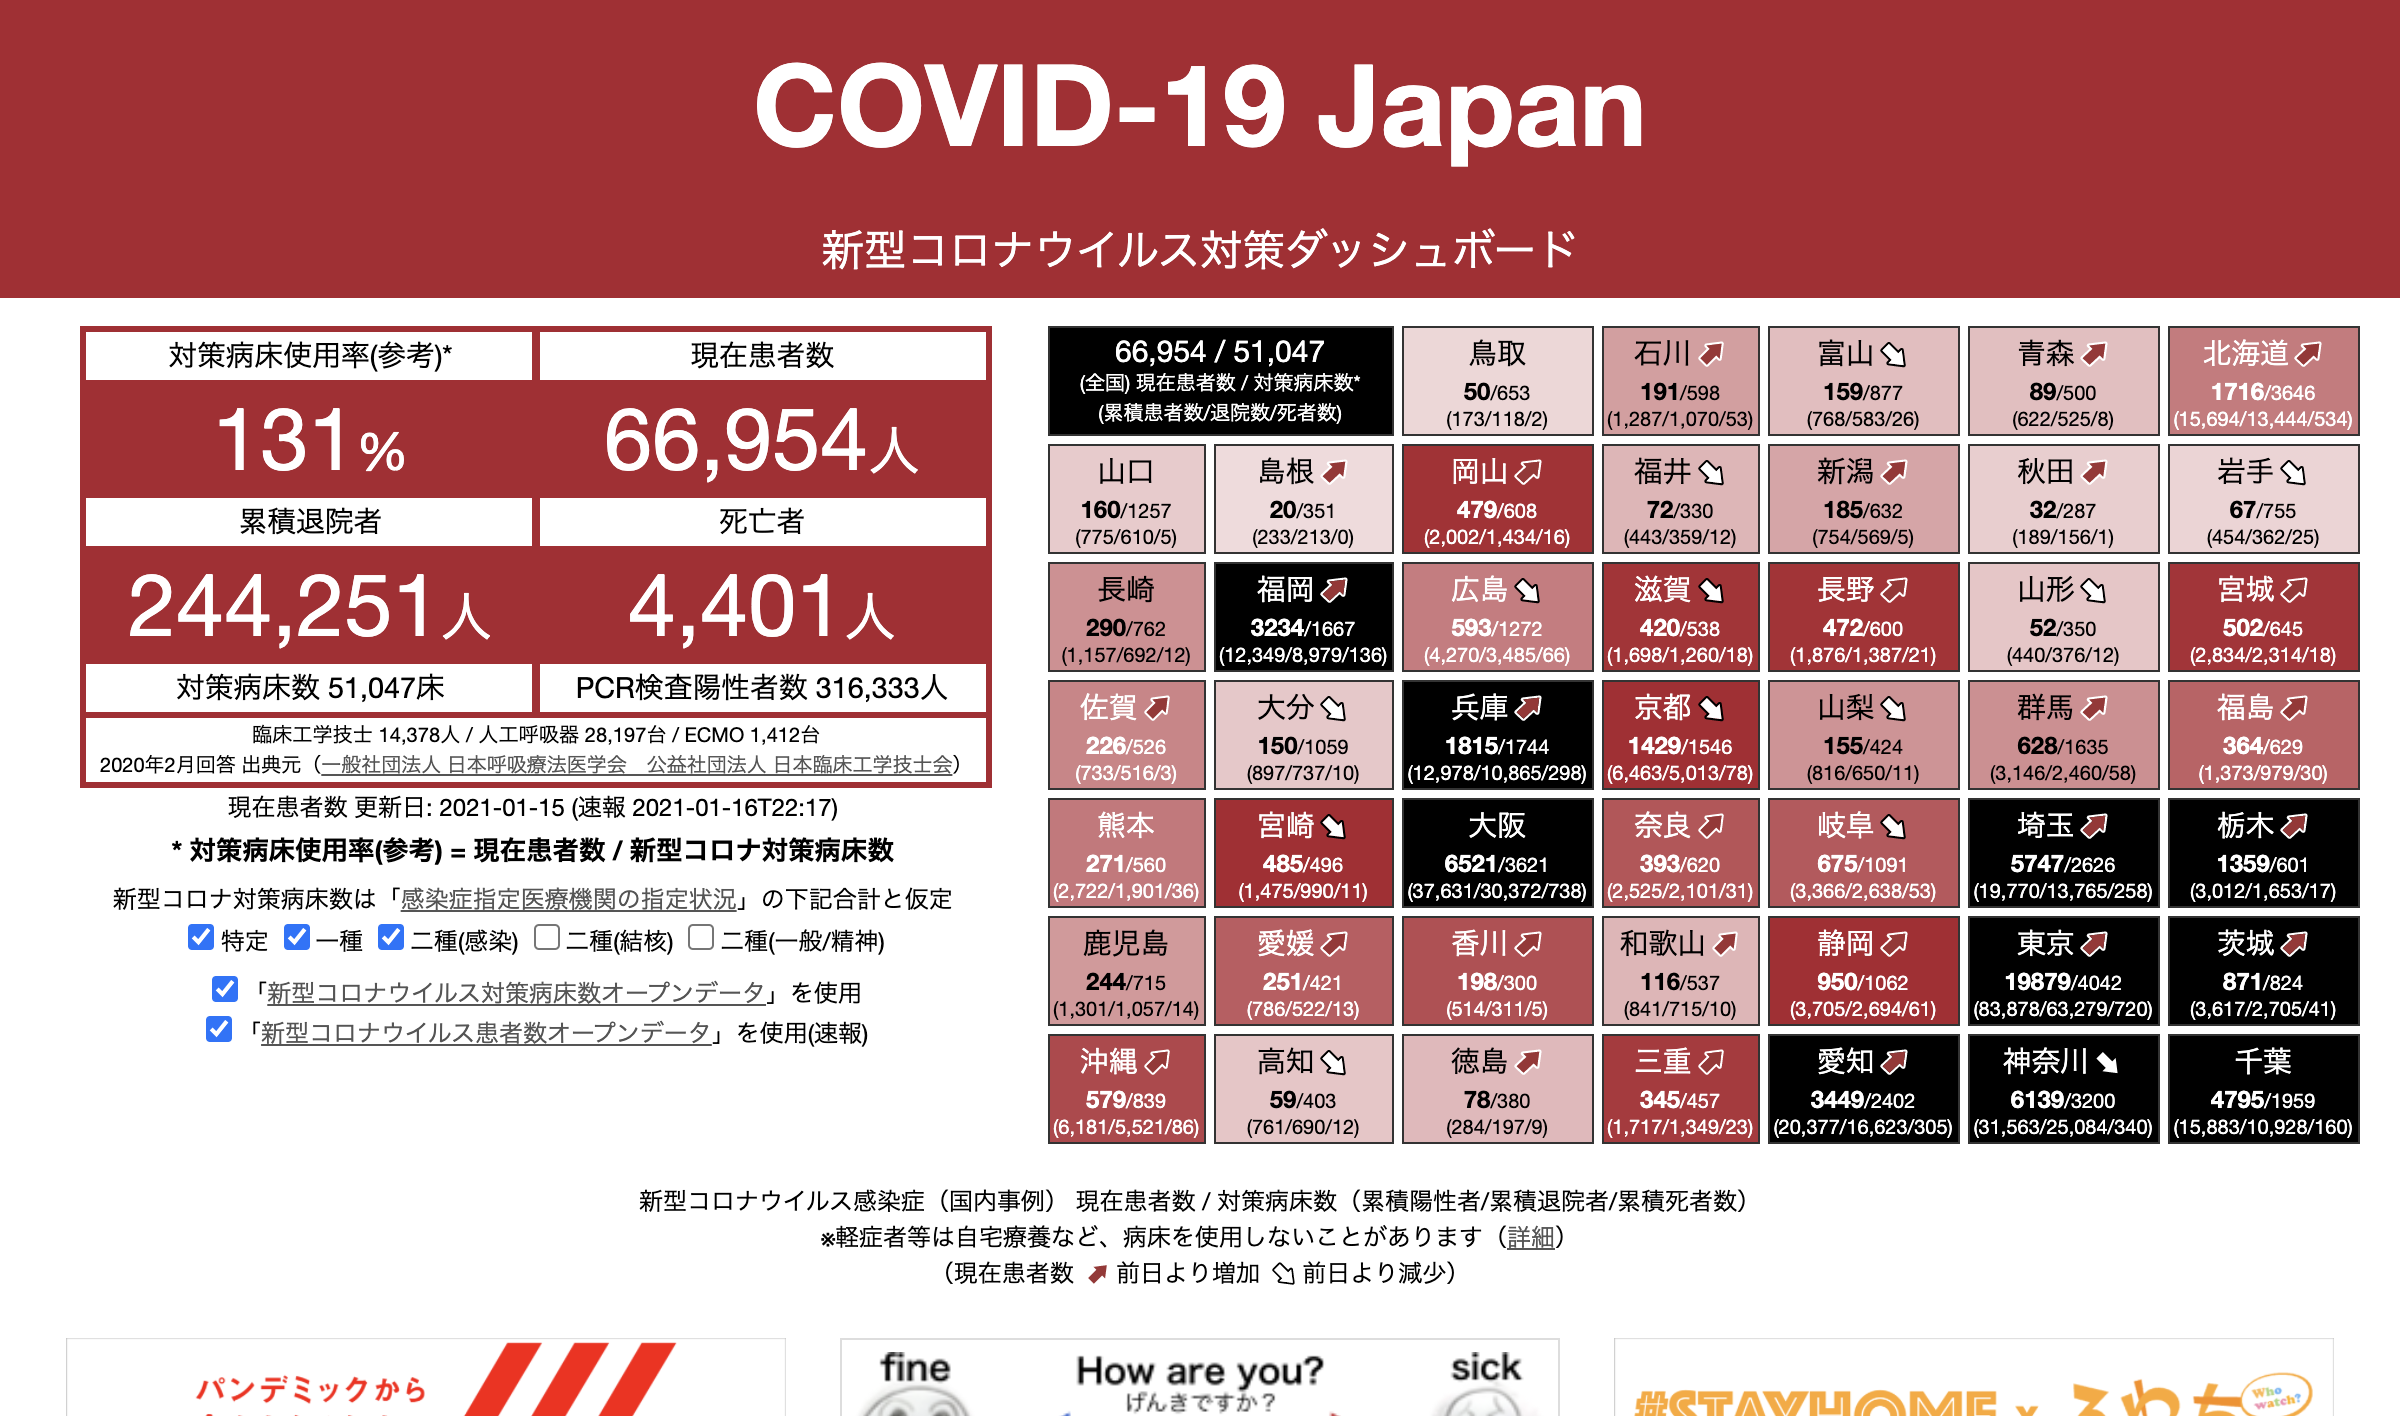 COVID-19 Japan
新型コロナウイルス対策ダッシュボード
対策病床使用率(参考)*
現在患者数
131%
66,954人
累積退院者
死亡者
244,251人
4,401人
対策病床数 51,047床
PCR検査陽性者数 316,333人
臨床工学技士 14,378人 / 人工呼吸器 28,197台 / ECMO 1,412台
2020年2月回答 出典元（一般社団法人 日本呼吸療法医学会　公益社団法人 日本臨床工学技士会）
現在患者数 更新日: 2021-01-15 (速報 2021-01-16T22:17)
* 対策病床使用率(参考) = 現在患者数 / 新型コロナ対策病床数
新型コロナ対策病床数は「感染症指定医療機関の指定状況」の下記合計と仮定
特定 一種 二種(感染) 二種(結核) 二種(一般/精神)
「新型コロナウイルス対策病床数オープンデータ」を使用
「新型コロナウイルス患者数オープンデータ」を使用(速報)
66,954 / 51,047
(全国) 現在患者数 / 対策病床数*
(累積患者数/退院数/死者数)
鳥取
50/653
(173/118/2)
石川
191/598
(1,287/1,070/53)
富山
159/877
(768/583/26)
青森
89/500
(622/525/8)
北海道
1716/3646
(15,694/13,444/534)
山口
160/1257
(775/610/5)
島根
20/351
(233/213/0)
岡山
479/608
(2,002/1,434/16)
福井
72/330
(443/359/12)
新潟
185/632
(754/569/5)
秋田
32/287
(189/156/1)
岩手
67/755
(454/362/25)
長崎
290/762
(1,157/692/12)
福岡
3234/1667
(12,349/8,979/136)
広島
593/1272
(4,270/3,485/66)
滋賀
420/538
(1,698/1,260/18)
長野
472/600
(1,876/1,387/21)
山形
52/350
(440/376/12)
宮城
502/645
(2,834/2,314/18)
佐賀
226/526
(733/516/3)
大分
150/1059
(897/737/10)
兵庫
1815/1744
(12,978/10,865/298)
京都
1429/1546
(6,463/5,013/78)
山梨
155/424
(816/650/11)
群馬
628/1635
(3,146/2,460/58)
福島
364/629
(1,373/979/30)
熊本
271/560
(2,722/1,901/36)
宮崎
485/496
(1,475/990/11)
大阪
6521/3621
(37,631/30,372/738)
奈良
393/620
(2,525/2,101/31)
岐阜
675/1091
(3,366/2,638/53)
埼玉
5747/2626
(19,770/13,765/258)
栃木
1359/601
(3,012/1,653/17)
鹿児島
244/715
(1,301/1,057/14)
愛媛
251/421
(786/522/13)
香川
198/300
(514/311/5)
和歌山
116/537
(841/715/10)
静岡
950/1062
(3,705/2,694/61)
東京
19879/4042
(83,878/63,279/720)
茨城
871/824
(3,617/2,705/41)
沖縄
579/839
(6,181/5,521/86)
高知
59/403
(761/690/12)
徳島
78/380
(284/197/9)
三重
345/457
(1,717/1,349/23)
愛知
3449/2402
(20,377/16,623/305)
神奈川
6139/3200
(31,563/25,084/340)
千葉
4795/1959
(15,883/10,928/160)
新型コロナウイルス感染症（国内事例） 現在患者数 / 対策病床数（累積陽性者/累積退院者/累積死者数）
※軽症者等は自宅療養など、病床を使用しないことがあります（詳細）
（現在患者数 前日より増加 前日より減少）
パンデミックから
fine
How are you?
sick
げんきですか？
#STAYHOME x
Who watch?